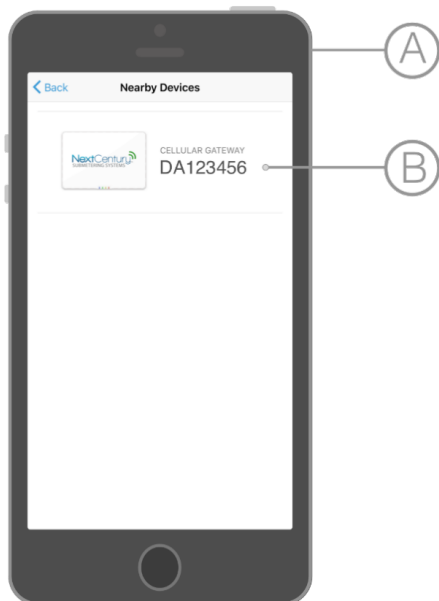 A
Back
Nearby Devices
NextCentury
SUBMETERING SYSTEMS
CELLULAR GATEWAY
DA123456
B